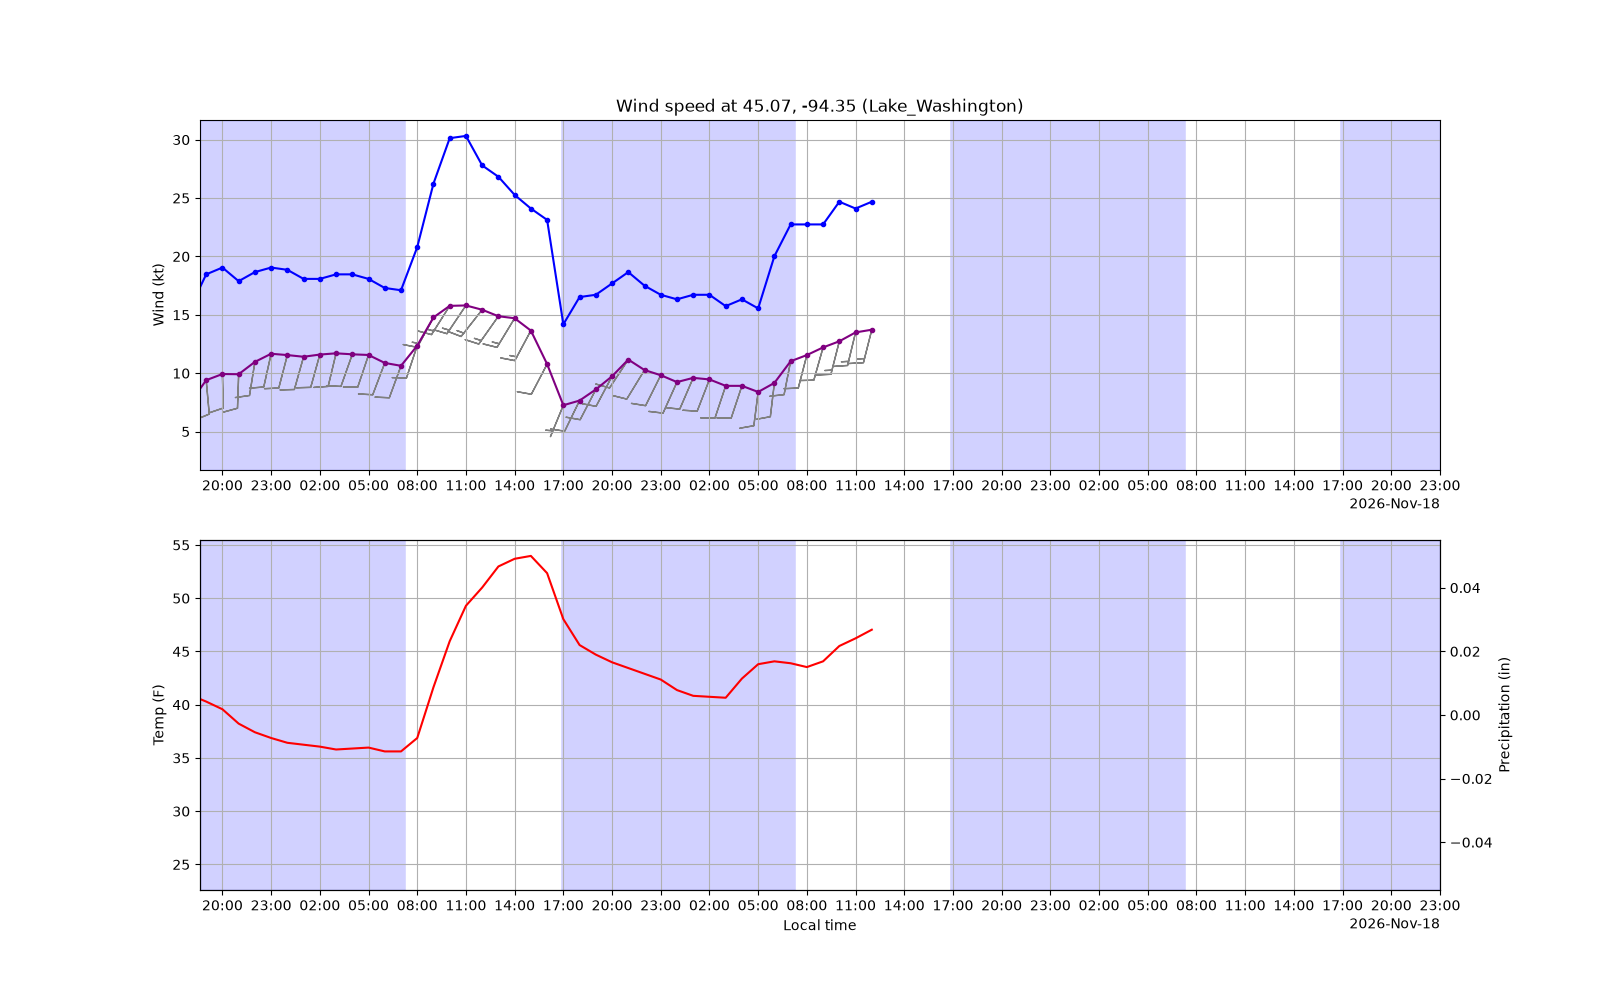 Wind speed at 45.07, -94.35 (Lake_Washington)
Wind (kt)
30
25
20
15
10
5
20:00 23:00 02:00 05:00 08:00 11:00 14:00 17:00 20:00 23:00 02:00 05:00 08:00 11:00 14:00 17:00 20:00 23:00 02:00 05:00 08:00 11:00 14:00 17:00 20:00 23:00
2026-Nov-18
Temp (F)
55
50
45
40
35
30
25
0.04
0.02
0.00
−0.02
−0.04
Precipitation (in)
20:00 23:00 02:00 05:00 08:00 11:00 14:00 17:00 20:00 23:00 02:00 05:00 08:00 11:00 14:00 17:00 20:00 23:00 02:00 05:00 08:00 11:00 14:00 17:00 20:00 23:00
Local time
2026-Nov-18